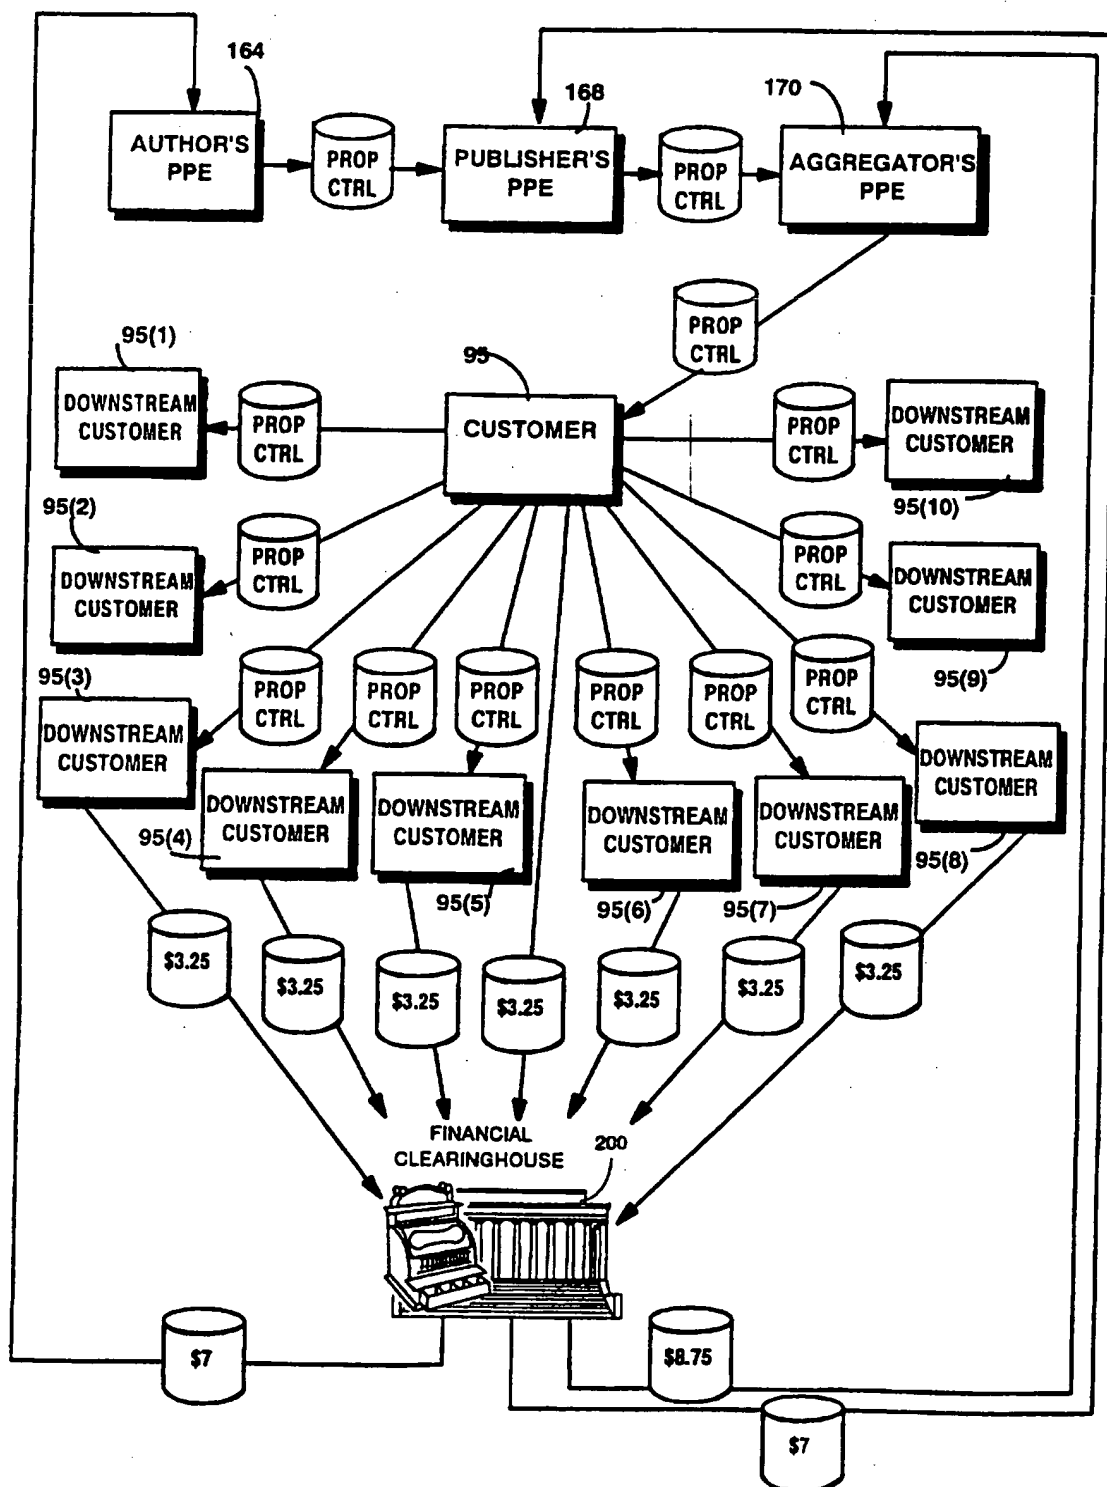 164
168
170
AUTHOR'S
PPE
PROP
CTRL
PUBLISHER'S
PPE
PROP
CTRL
AGGREGATOR'S
PPE
PROP
CTRL
95(1)
95
DOWNSTREAM
CUSTOMER
PROP
CTRL
CUSTOMER
PROP
CTRL
DOWNSTREAM
CUSTOMER
95(10)
95(2)
DOWNSTREAM
CUSTOMER
PROP
CTRL
PROP
CTRL
DOWNSTREAM
CUSTOMER
95(9)
95(3)
DOWNSTREAM
CUSTOMER
PROP
CTRL
PROP
CTRL
PROP
CTRL
PROP
CTRL
PROP
CTRL
PROP
CTRL
DOWNSTREAM
CUSTOMER
95(8)
DOWNSTREAM
CUSTOMER
95(4)
DOWNSTREAM
CUSTOMER
95(5)
DOWNSTREAM
CUSTOMER
95(6)
DOWNSTREAM
CUSTOMER
95(7)
$3.25
$3.25
$3.25
$3.25
$3.25
$3.25
$3.25
FINANCIAL
CLEARINGHOUSE
200
$7
$8.75
$7